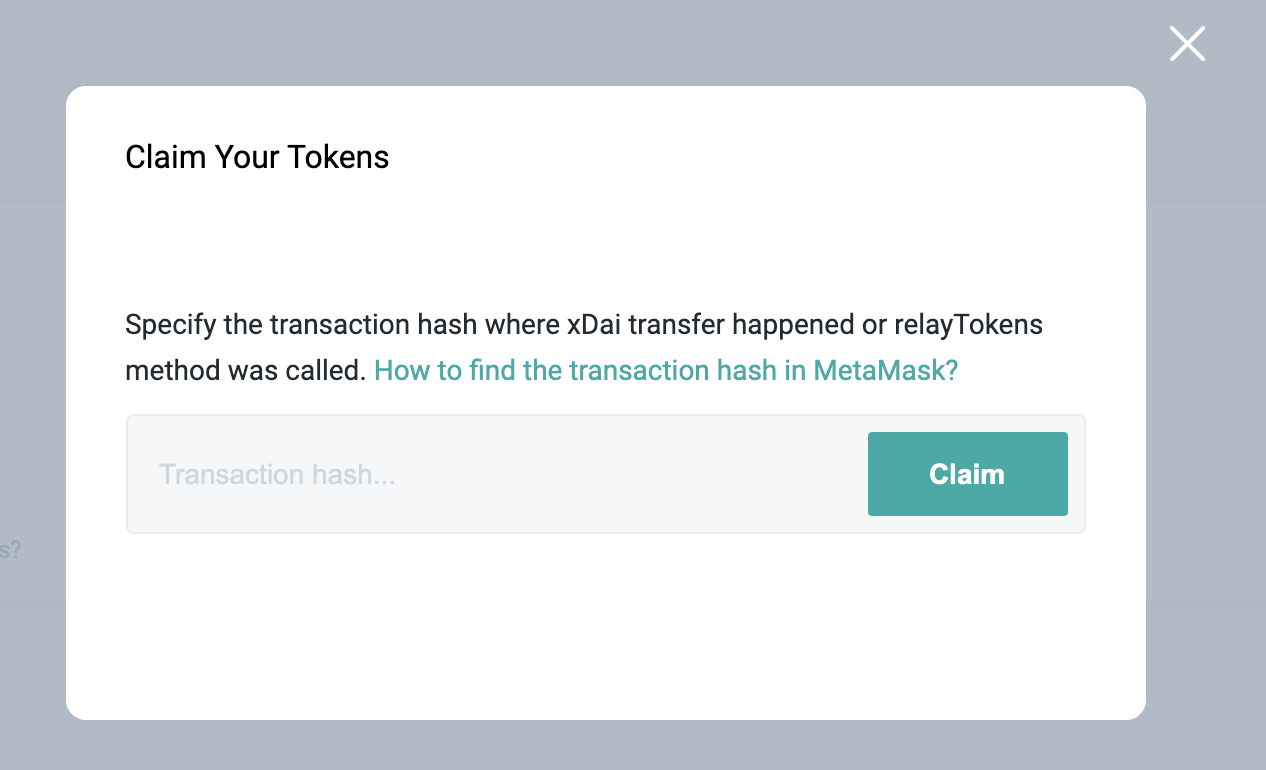 Claim Your Tokens
Specify the transaction hash where xDai transfer happened or relayTokens
method was called. How to find the transaction hash in MetaMask?
Transaction hash...
Claim
s?